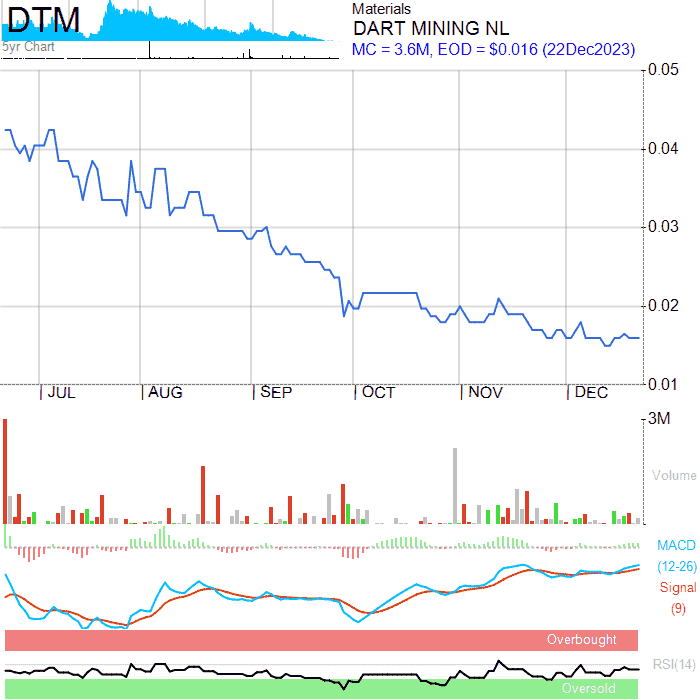 DTM
5yr Chart
Materials
DART MINING NL
MC = 3.6M, EOD = $0.016 (22Dec2023)
0.05
0.04
0.03
0.02
0.01
JUL AUG SEP OCT NOV DEC
3M
Volume
MACD
(12-26)
Signal
(9)
Overbought
RSI(14)
Oversold